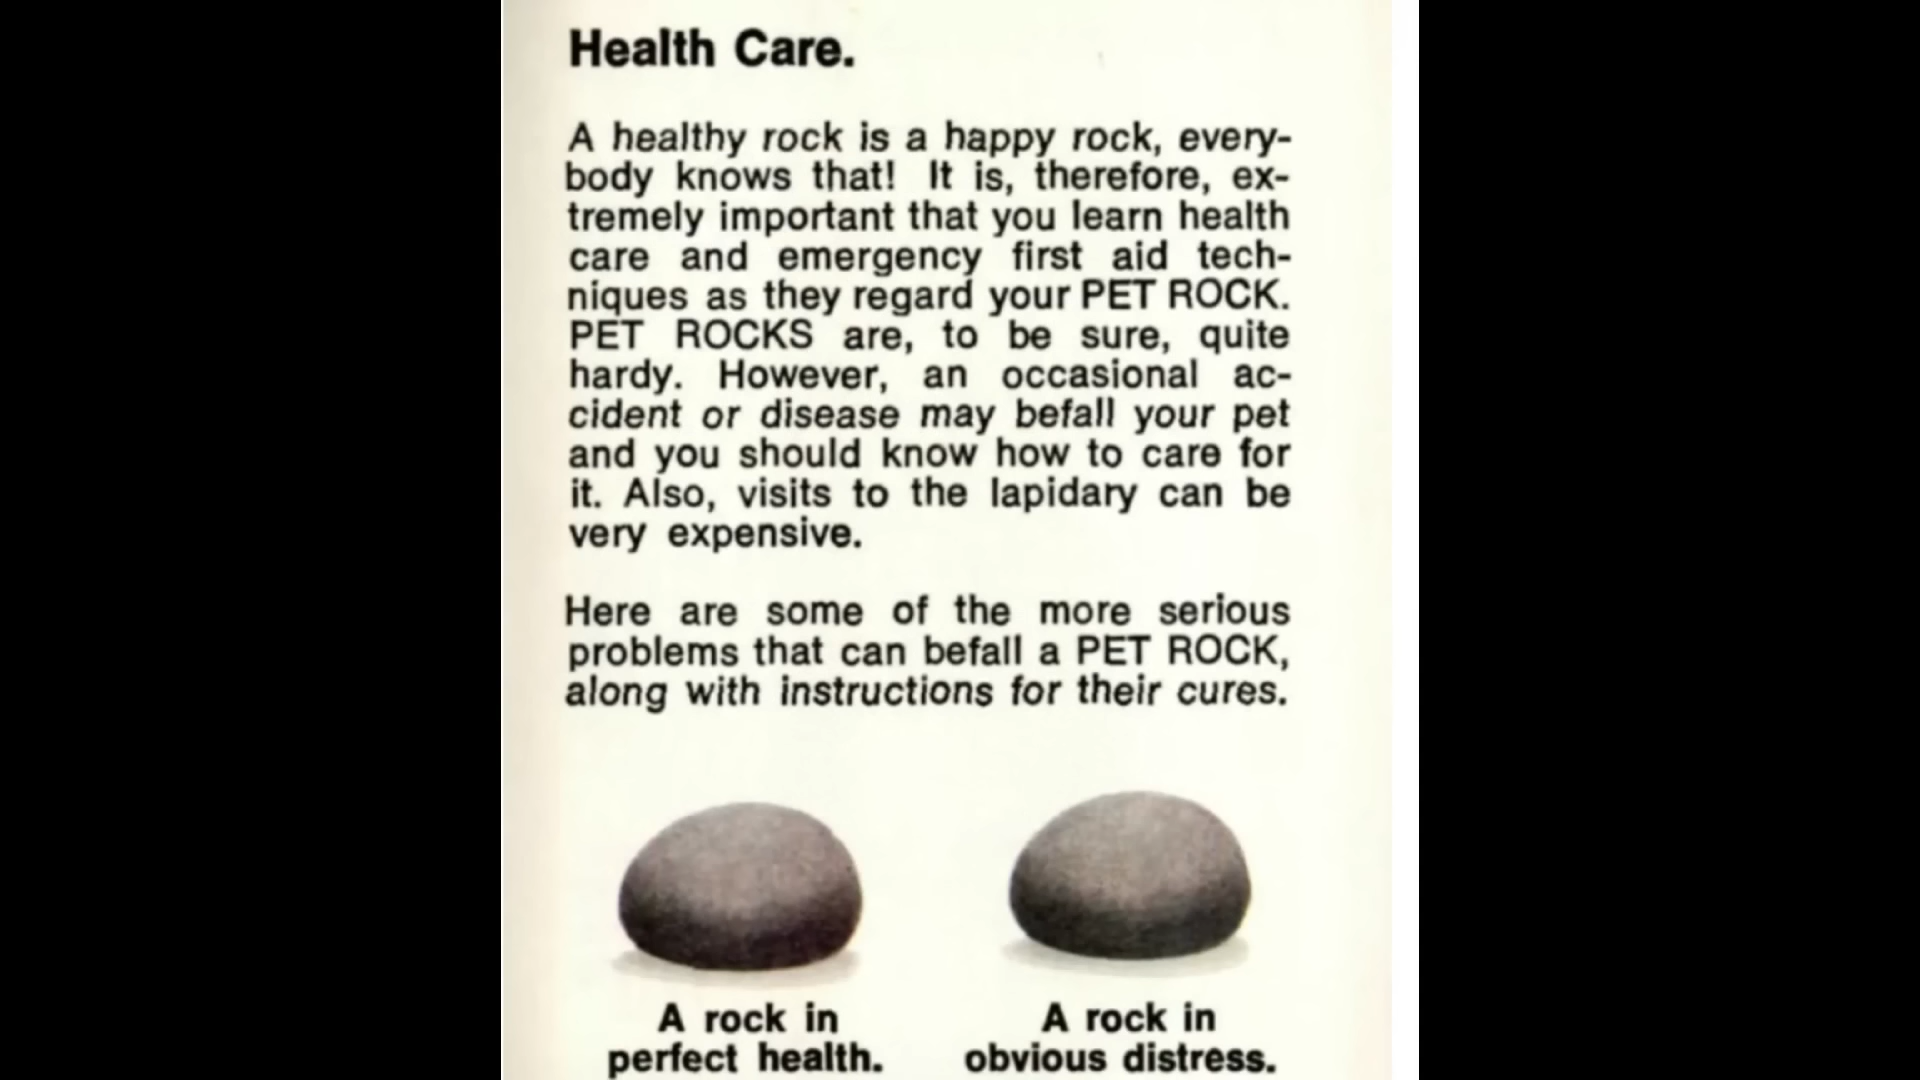 Health Care.
A healthy rock is a happy rock, every-
body knows that! It is, therefore, ex-
tremely important that you learn health
care and emergency first aid tech-
niques as they regard your PET ROCK.
PET ROCKS are, to be sure, quite
hardy. However, an occasional ac-
cident or disease may befall your pet
and you should know how to care for
it. Also, visits to the lapidary can be
very expensive.
Here are some of the more serious
problems that can befall a PET ROCK,
along with instructions for their cures.
A rock in
perfect health.
A rock in
obvious distress.